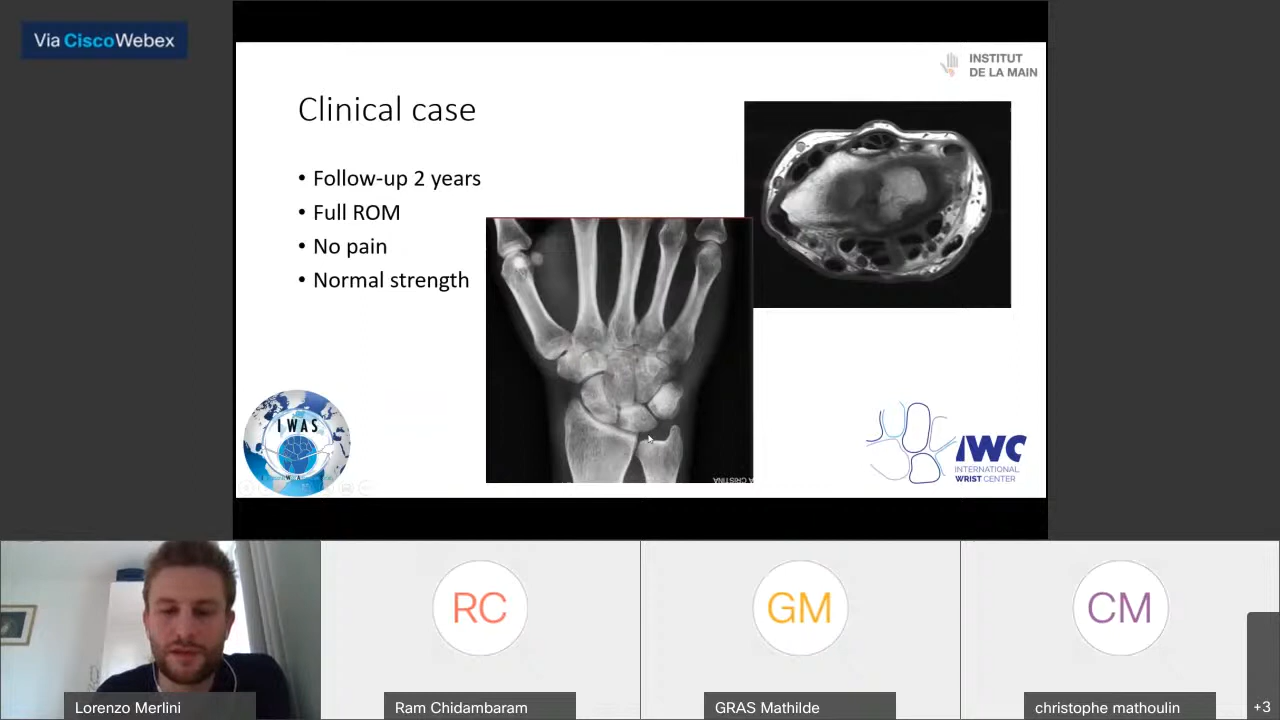 Via CiscoWebex
INSTITUT
DE LA MAIN
Clinical case
• Follow-up 2 years
• Full ROM
• No pain
• Normal strength
IWAS
IWC
INTERNATIONAL
WRIST CENTER
RC
GM
CM
Lorenzo Merlini
Ram Chidambaram
GRAS Mathilde
christophe mathoulin
+3